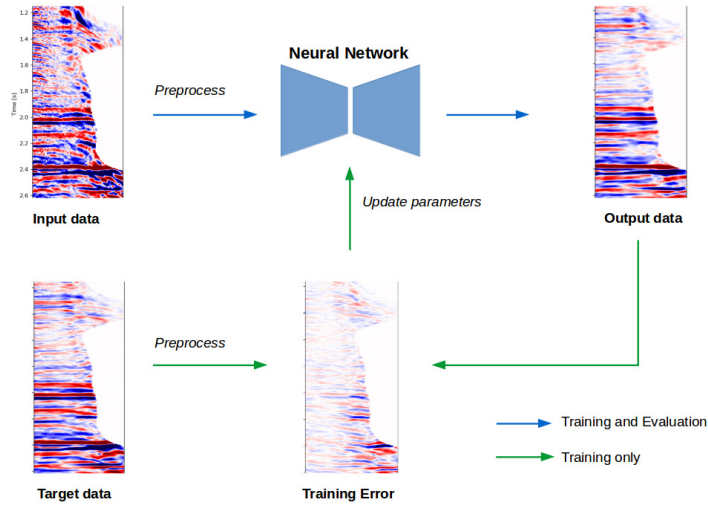 Neural Network
Preprocess
Time [s]
1.2
1.4
1.6
1.8
2.0
2.2
2.4
2.6
Input data
Update parameters
Output data
Preprocess
Training and Evaluation
Training only
Target data
Training Error